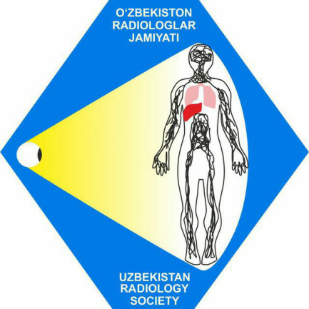 O'ZBEKISTON
RADIOLOGLAR
JAMIYATI
UZBEKISTAN
RADIOLOGY
SOCIETY